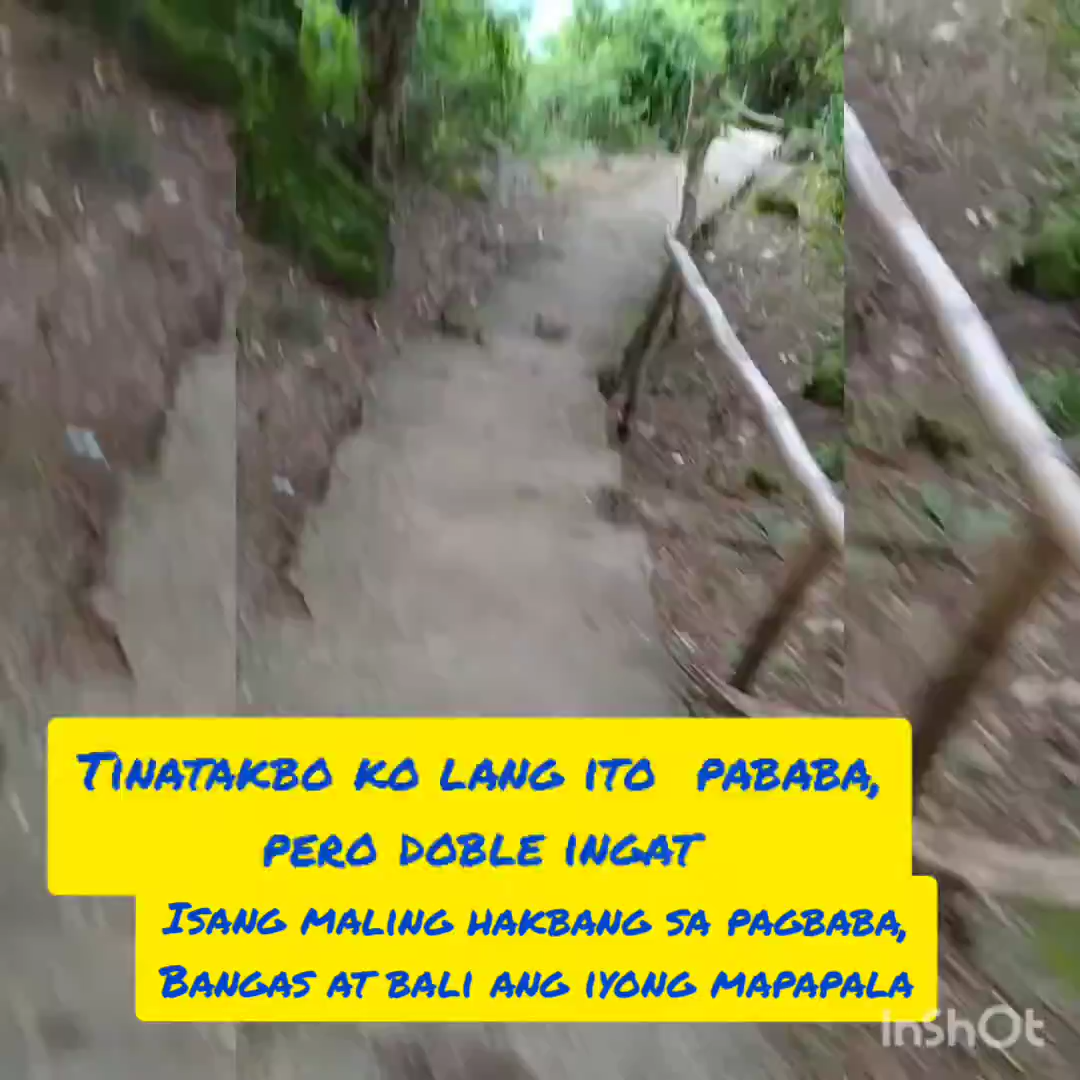 Tinatakbo ko lang ito pababa,
pero doble ingat
Isang maling hakbang sa pagbaba,
Bangas at bali ang iyong mapapala
InShOt